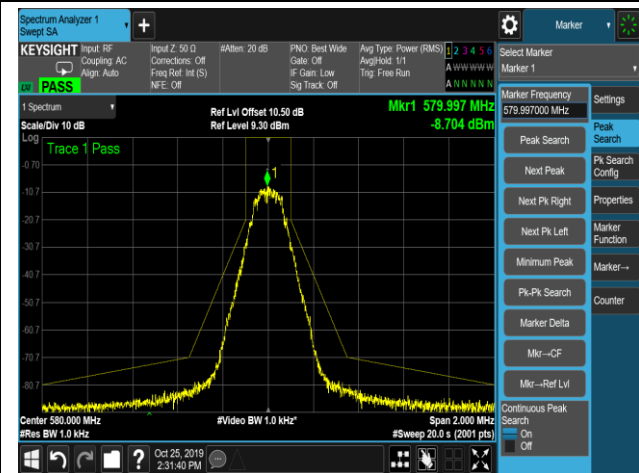 Spectrum Analyzer 1
Swept SA
Marker
KEYSIGHT
Input: RF
Coupling: AC
Align: Auto
Input Z: 50 Ω
Corrections: Off
Freq Ref: Int (S)
NFE: Off
#Atten: 20 dB
PNO: Best Wide
Gate: Off
IF Gain: Low
Sig Track: Off
Avg Type: Power (RMS)
Avg|Hold: 1/1
Trig: Free Run
1 2 3 4 5 6
A W W W W W
A N N N N N
PASS
Select Marker
Marker 1
1 Spectrum
Scale/Div 10 dB
Log
Ref Lvl Offset 10.50 dB
Ref Level 9.30 dBm
Mkr1 579.997 MHz
-8.704 dBm
Trace 1 Pass
1
-0.70
-10.7
-20.7
-30.7
-40.7
-50.7
-60.7
-70.7
-80.7
Center 580.000 MHz
#Res BW 1.0 kHz
#Video BW 1.0 kHz*
Span 2.000 MHz
#Sweep 20.0 s (2001 pts)
Marker Frequency
579.997000 MHz
Peak Search
Next Peak
Next Pk Right
Next Pk Left
Minimum Peak
Pk-Pk Search
Marker Delta
Mkr→CF
Mkr→Ref Lvl
Continuous Peak
Search
On
Off
Settings
Peak
Search
Pk Search
Config
Properties
Marker
Function
Marker→
Counter
Oct 25, 2019
2:31:40 PM